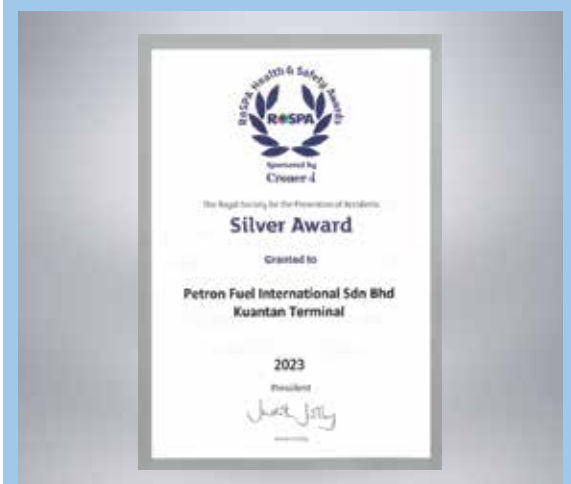 RoSPA Health & Safety Awards
RoSPA
Sponsored by
Croner-i
The Royal Society for the Prevention of Accidents
Silver Award
Granted to
Petron Fuel International Sdn Bhd
Kuantan Terminal
2023
President